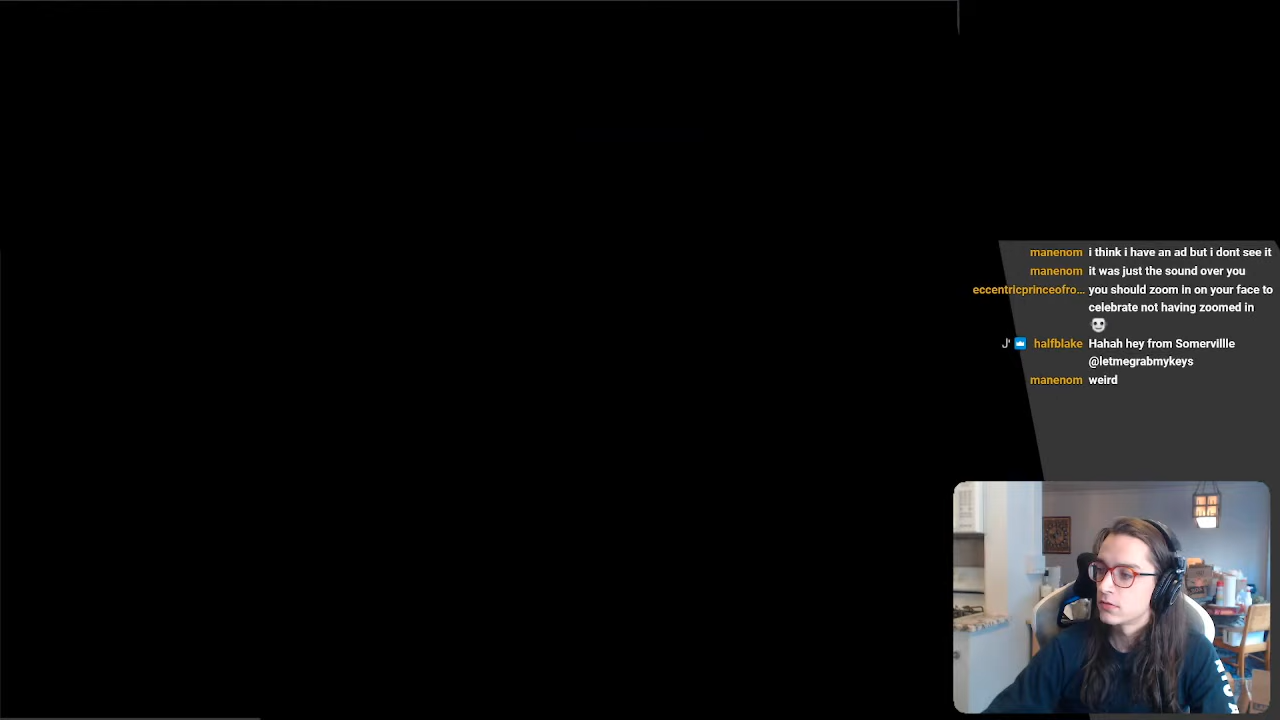 manenom i think i have an ad but i dont see it
manenom it was just the sound over you
eccentricprinceofro... you should zoom in on your face to
celebrate not having zoomed in
halfblake Hahah hey from Somervillle
@letmegrabmykeys
manenom weird